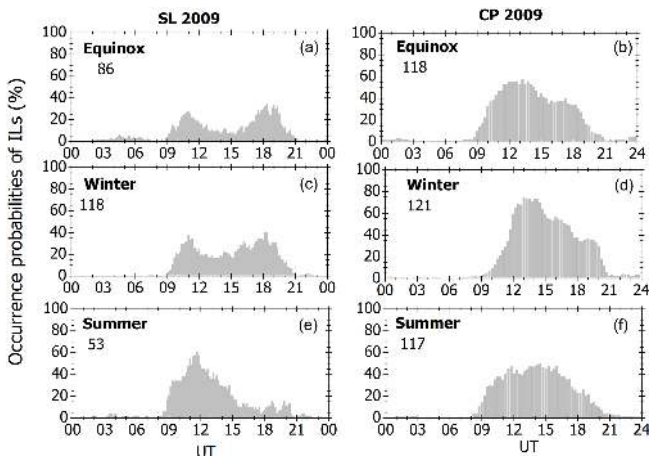 SL 2009
CP 2009
Occurrence probabilities of ILs (%)
100
80
60
40
20
0
Equinox
86
(a)
00 03 06 09 12 15 18 21 00
100
80
60
40
20
0
Equinox
118
(b)
00 03 06 09 12 15 18 21 24
100
80
60
40
20
0
Winter
118
(c)
00 03 06 09 12 15 18 21 00
100
80
60
40
20
0
Winter
121
(d)
00 03 06 09 12 15 18 21 24
100
80
60
40
20
0
Summer
53
(e)
00 03 06 09 12 15 18 21 00
UT
100
80
60
40
20
0
Summer
117
(f)
00 03 06 09 12 15 18 21 24
UT